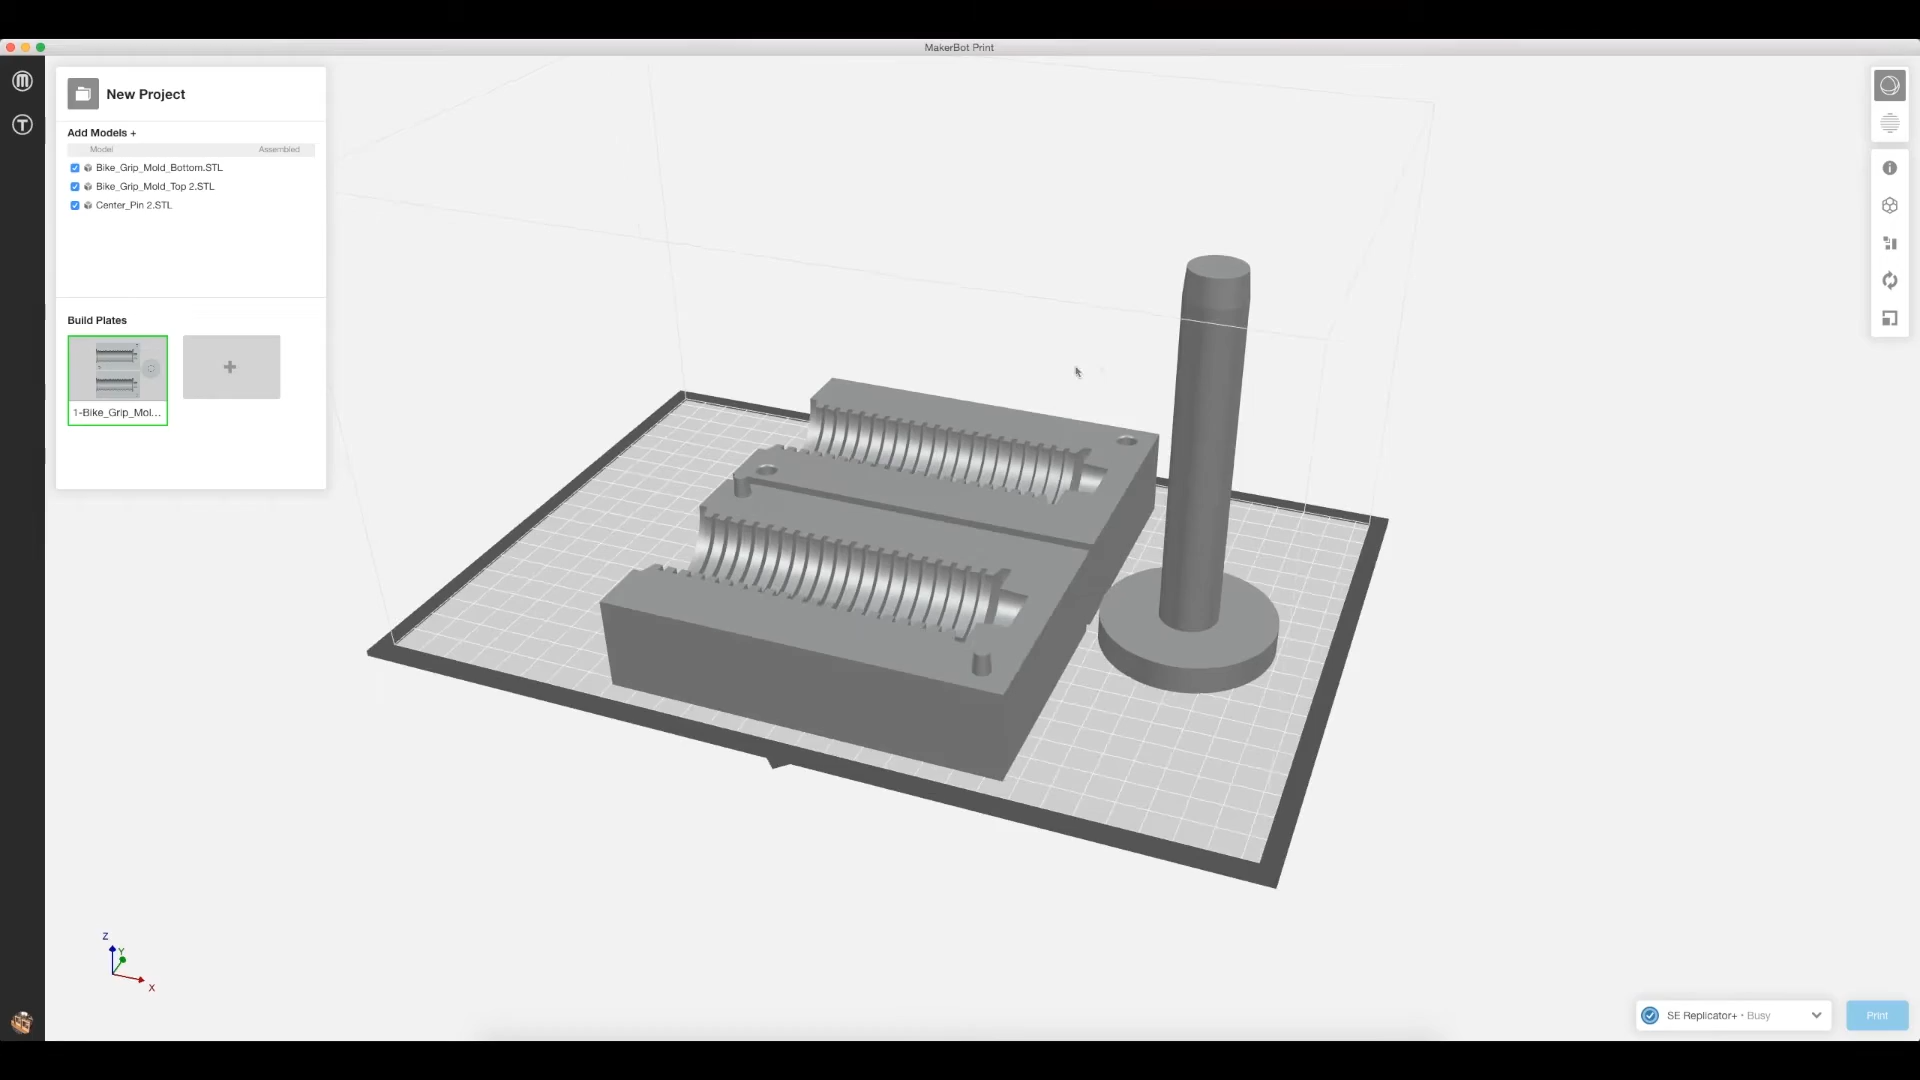 MakerBot Print
New Project
Add Models +
Model Assembled
Bike_Grip_Mold_Bottom.STL
Bike_Grip_Mold_Top 2.STL
Center_Pin 2.STL
Build Plates
+
1-Bike_Grip_Mol...
Z
Y
X
SE Replicator+ · Busy
Print